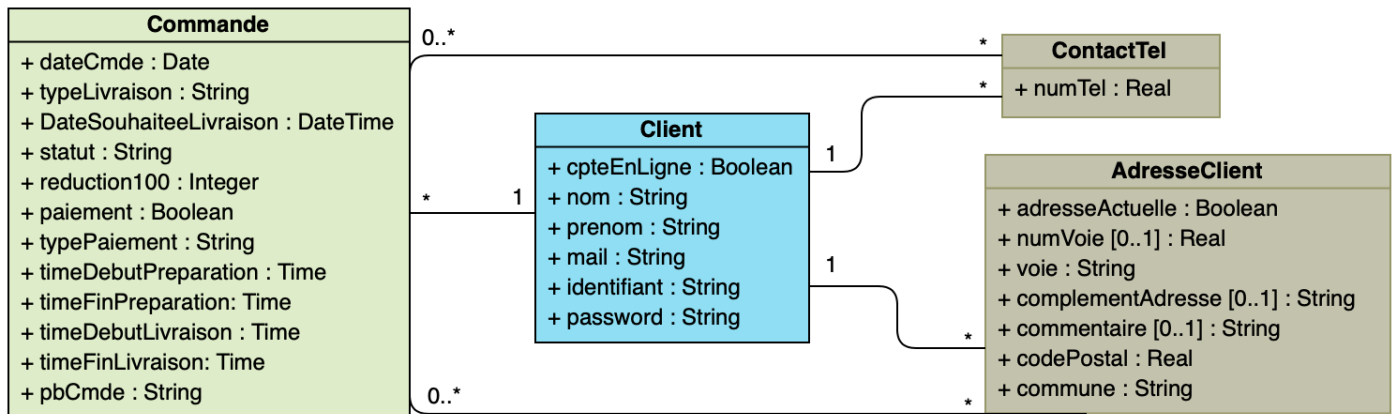 Commande
+ dateCmde : Date
+ typeLivraison : String
+ DateSouhaiteeLivraison : DateTime
+ statut : String
+ reduction100 : Integer
+ paiement : Boolean
+ typePaiement : String
+ timeDebutPreparation : Time
+ timeFinPreparation: Time
+ timeDebutLivraison : Time
+ timeFinLivraison: Time
+ pbCmde : String
0..*
*
*
1
Client
+ cpteEnLigne : Boolean
+ nom : String
+ prenom : String
+ mail : String
+ identifiant : String
+ password : String
1
*
1
*
ContactTel
+ numTel : Real
AdresseClient
+ adresseActuelle : Boolean
+ numVoie [0..1] : Real
+ voie : String
+ complementAdresse [0..1] : String
+ commentaire [0..1] : String
+ codePostal : Real
+ commune : String
0..*
*